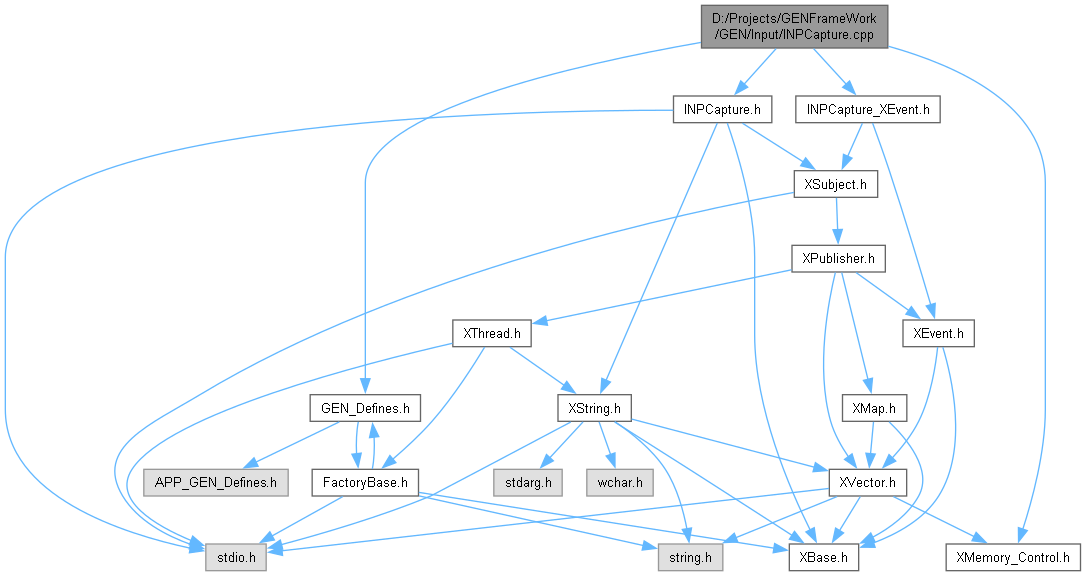 D:/Projects/GENFrameWork
/GEN/Input/INPCapture.cpp
INPCapture.h
INPCapture_XEvent.h
XSubject.h
XPublisher.h
XThread.h
XEvent.h
GEN_Defines.h
XString.h
XMap.h
APP_GEN_Defines.h
FactoryBase.h
stdarg.h
wchar.h
XVector.h
stdio.h
string.h
XBase.h
XMemory_Control.h